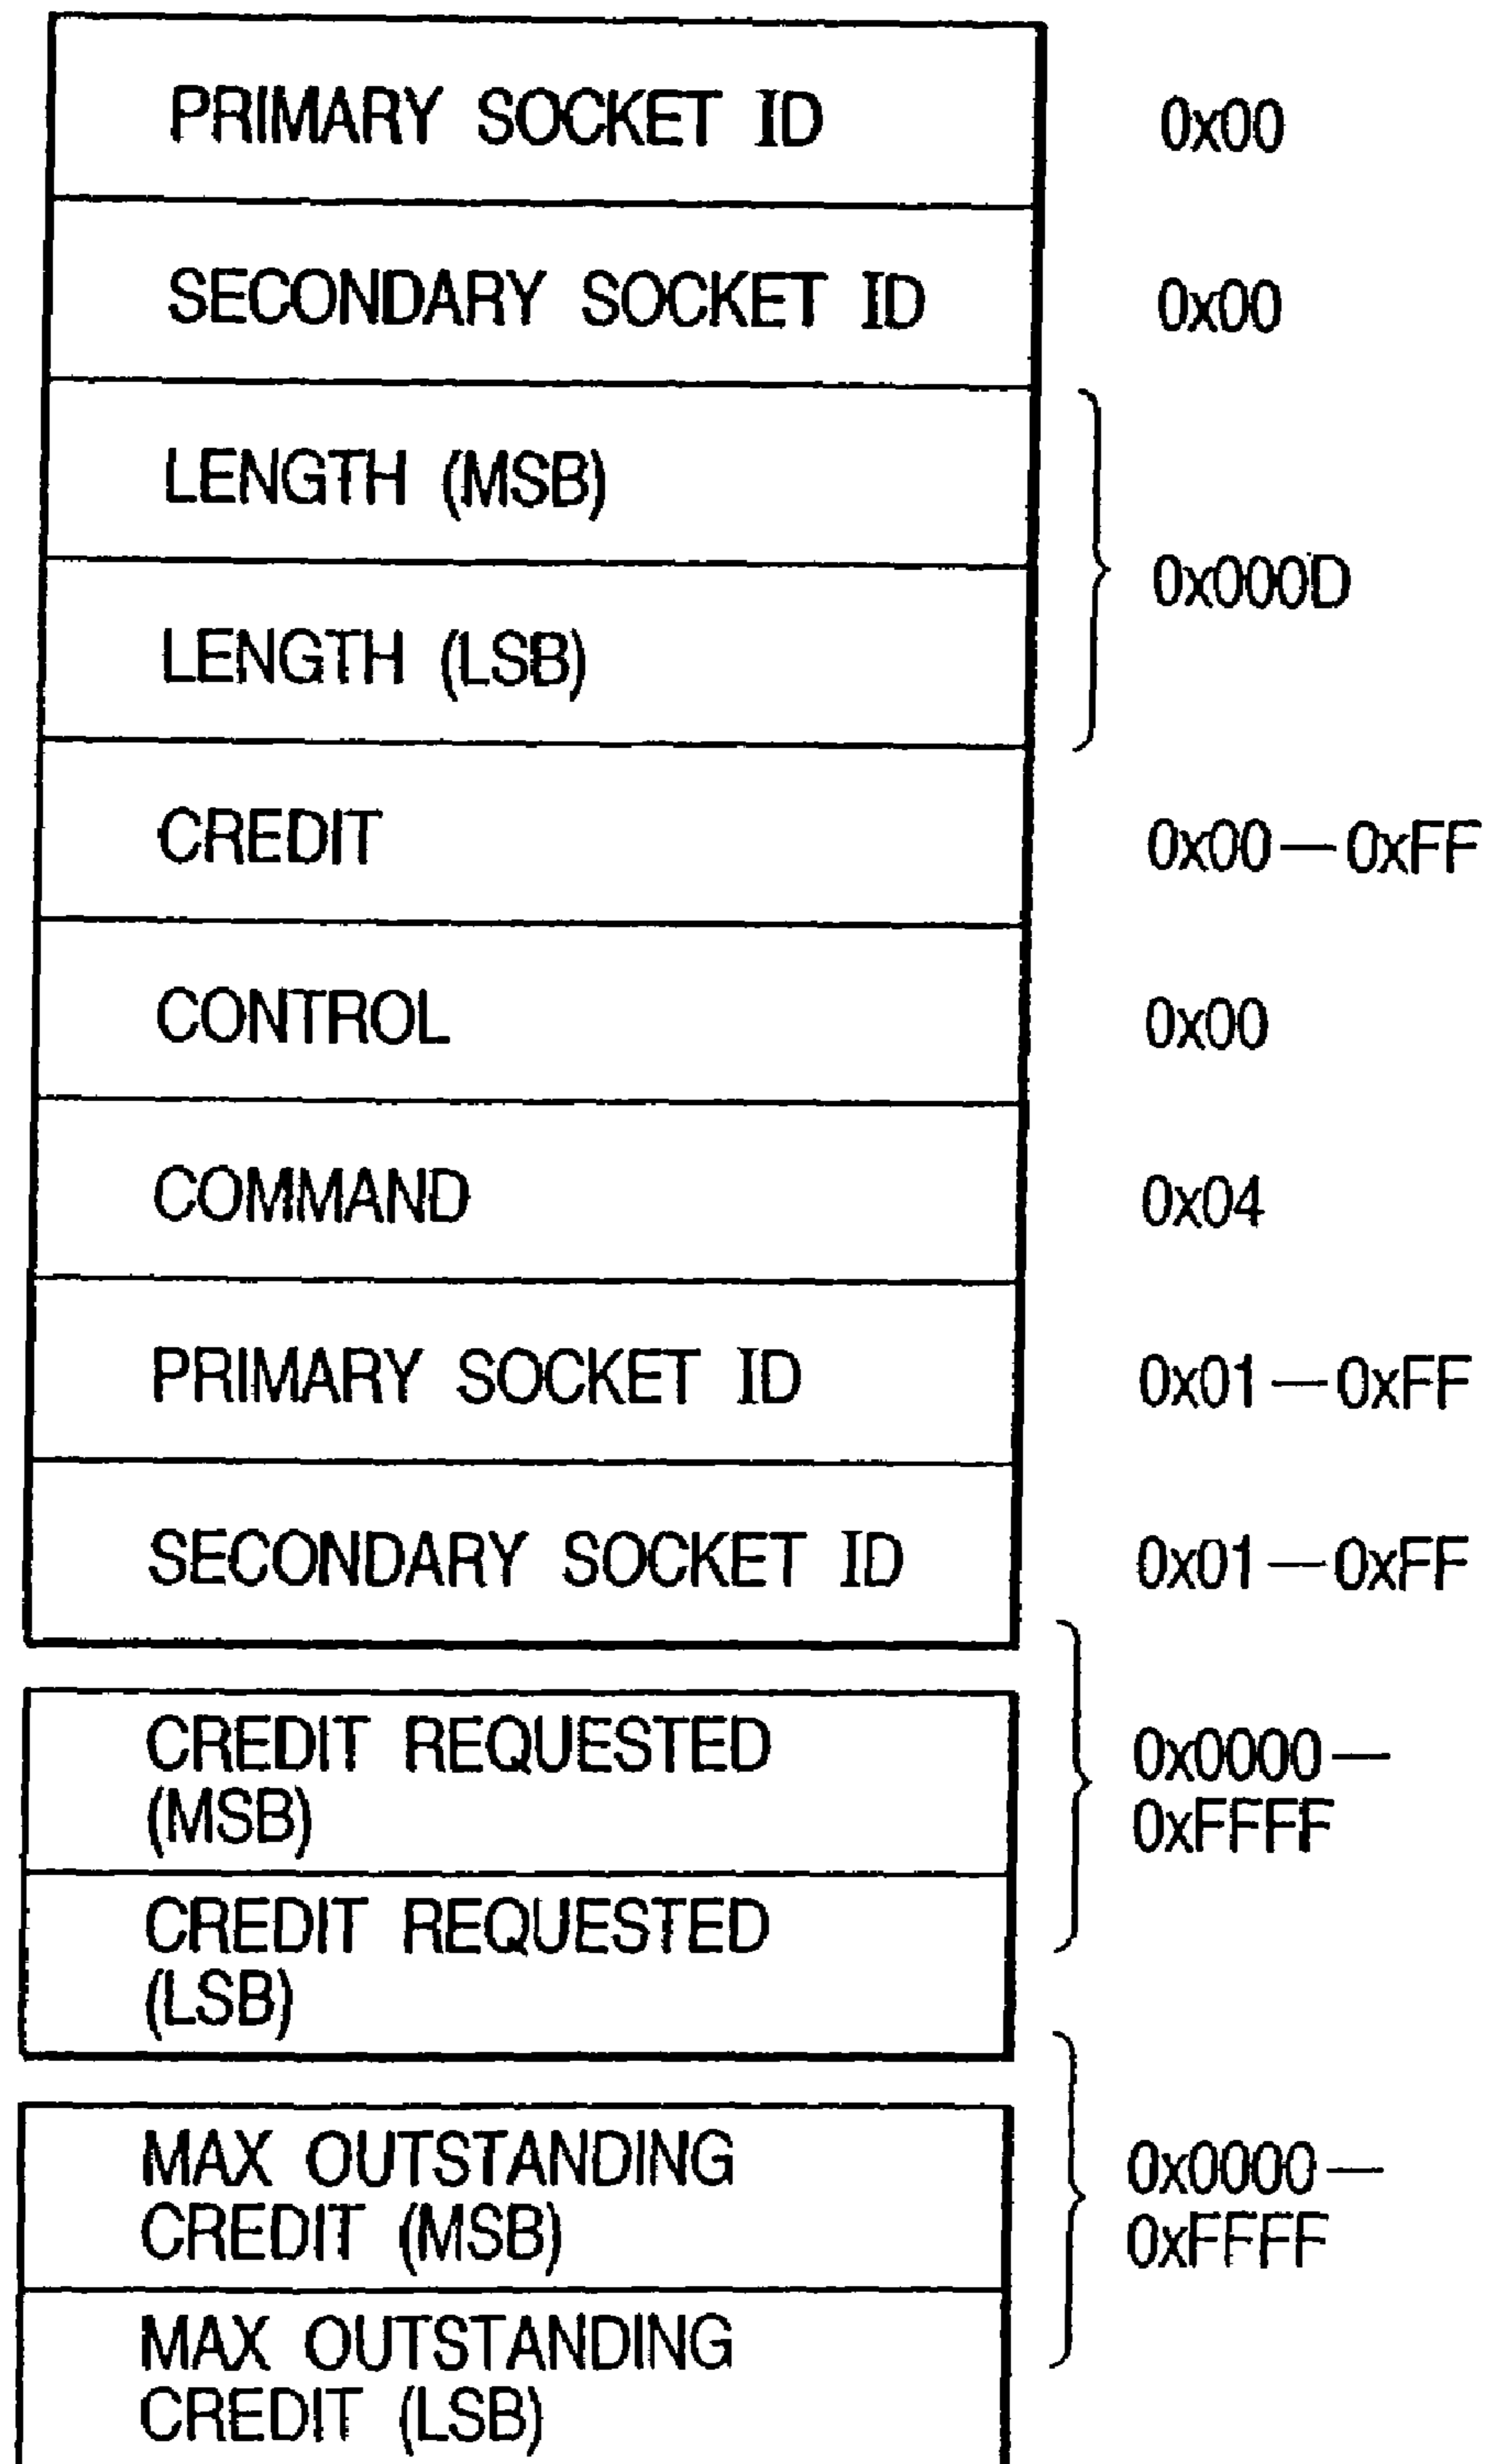 PRIMARY SOCKET ID 0x00
SECONDARY SOCKET ID 0x00
LENGTH (MSB)
0x000D
LENGTH (LSB)
CREDIT 0x00—0xFF
CONTROL 0x00
COMMAND 0x04
PRIMARY SOCKET ID 0x01—0xFF
SECONDARY SOCKET ID 0x01—0xFF
CREDIT REQUESTED 0x0000—
(MSB) 0xFFFF
CREDIT REQUESTED
(LSB)
MAX OUTSTANDING 0x0000—
CREDIT (MSB) 0xFFFF
MAX OUTSTANDING
CREDIT (LSB)